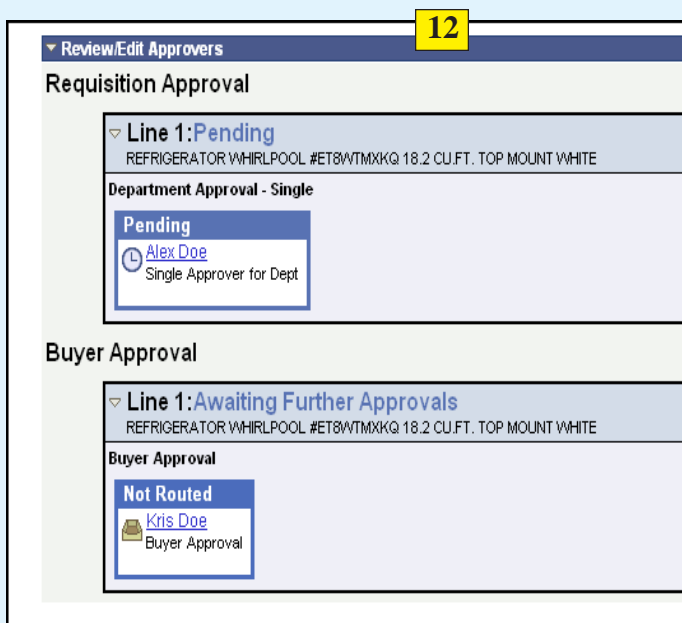 12
Review/Edit Approvers
Requisition Approval
Line 1:Pending
REFRIGERATOR WHIRLPOOL #ET8WTMXKQ 18.2 CU.FT. TOP MOUNT WHITE
Department Approval - Single
Pending
Alex Doe
Single Approver for Dept
Buyer Approval
Line 1:Awaiting Further Approvals
REFRIGERATOR WHIRLPOOL #ET8WTMXKQ 18.2 CU.FT. TOP MOUNT WHITE
Buyer Approval
Not Routed
Kris Doe
Buyer Approval